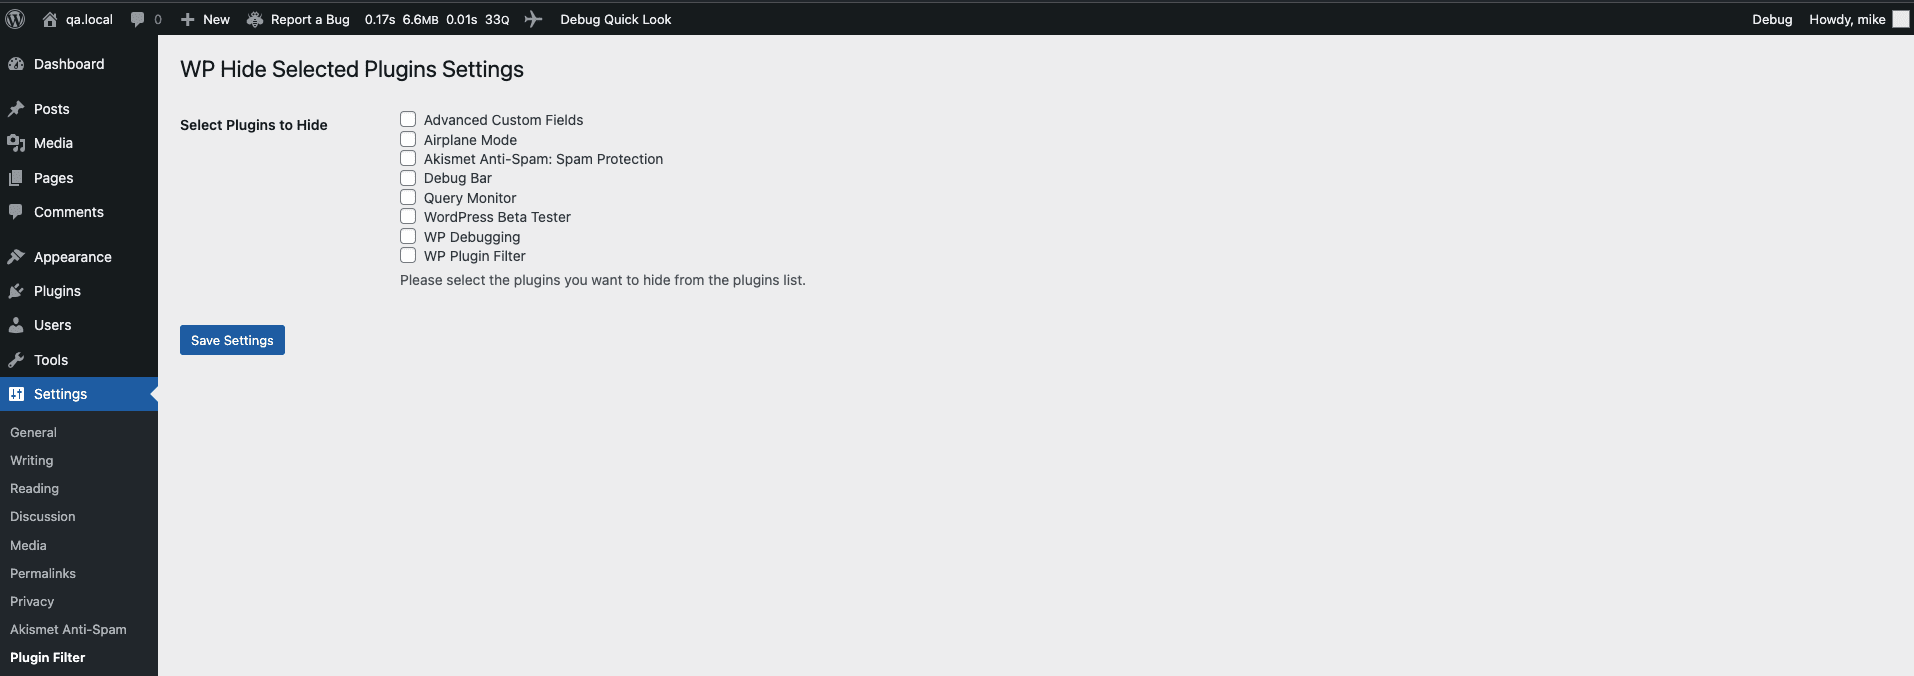 qa.local 0 New Report a Bug 0.17s 6.6MB 0.01s 33Q Debug Quick Look Debug Howdy, mike
Dashboard
Posts
Media
Pages
Comments
Appearance
Plugins
Users
Tools
Settings
General
Writing
Reading
Discussion
Media
Permalinks
Privacy
Akismet Anti-Spam
Plugin Filter
WP Hide Selected Plugins Settings
Select Plugins to Hide
Advanced Custom Fields
Airplane Mode
Akismet Anti-Spam: Spam Protection
Debug Bar
Query Monitor
WordPress Beta Tester
WP Debugging
WP Plugin Filter
Please select the plugins you want to hide from the plugins list.
Save Settings